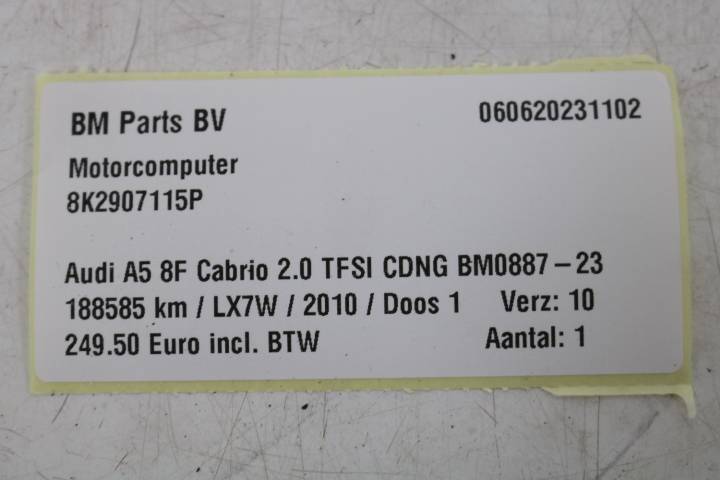 BM Parts BV 060620231102
Motorcomputer
8K2907115P
Audi A5 8F Cabrio 2.0 TFSI CDNG BM0887-23
188585 km / LX7W / 2010 / Doos 1 Verz: 10
249.50 Euro incl. BTW Aantal: 1